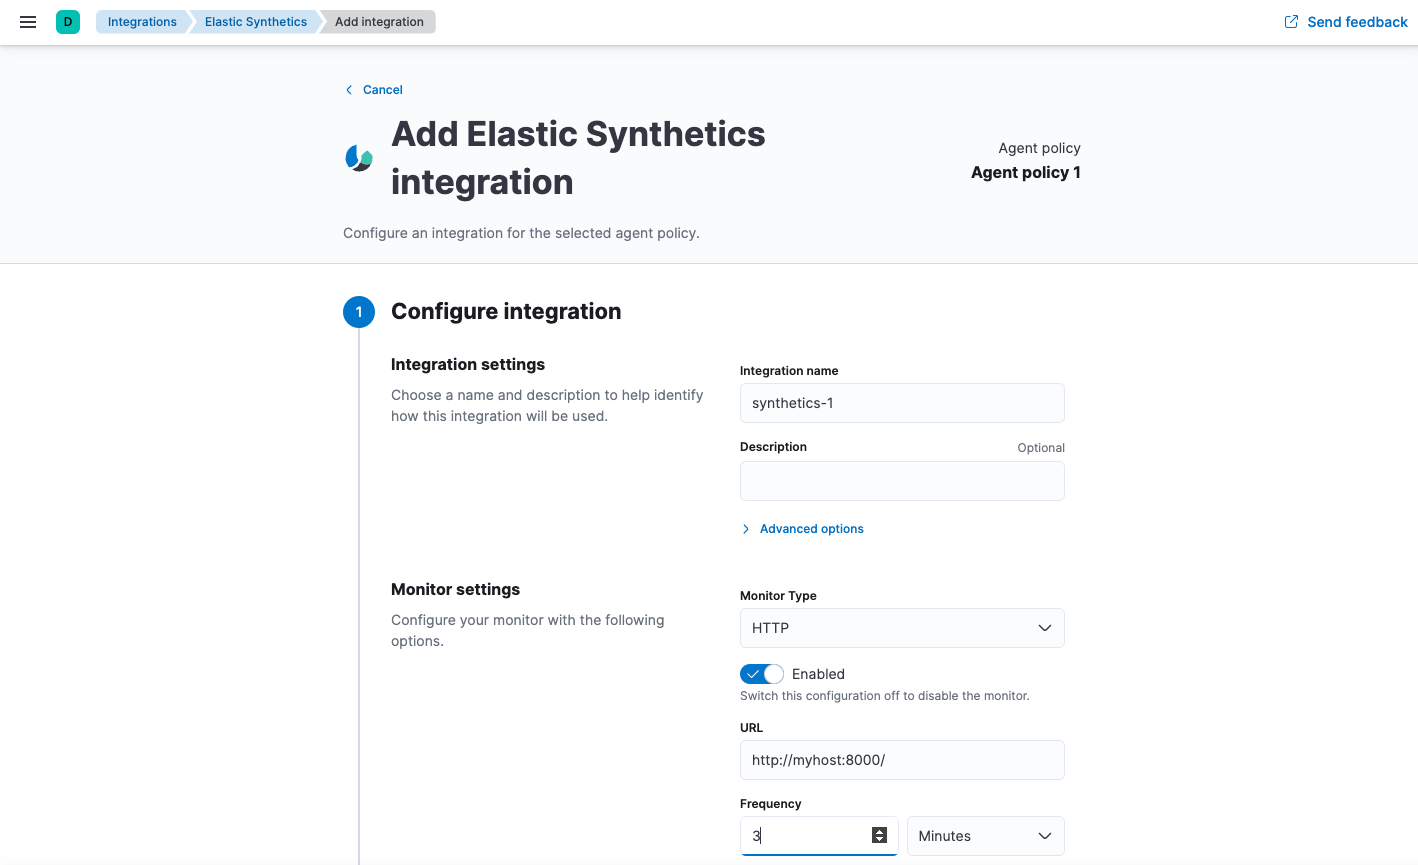 D
Integrations
Elastic Synthetics
Add integration
Send feedback
Cancel
Add Elastic Synthetics
integration
Agent policy
Agent policy 1
Configure an integration for the selected agent policy.
1
Configure integration
Integration settings
Choose a name and description to help identify
how this integration will be used.
Integration name
synthetics-1
Description
Optional
Advanced options
Monitor settings
Configure your monitor with the following
options.
Monitor Type
HTTP
Enabled
Switch this configuration off to disable the monitor.
URL
http://myhost:8000/
Frequency
3
Minutes